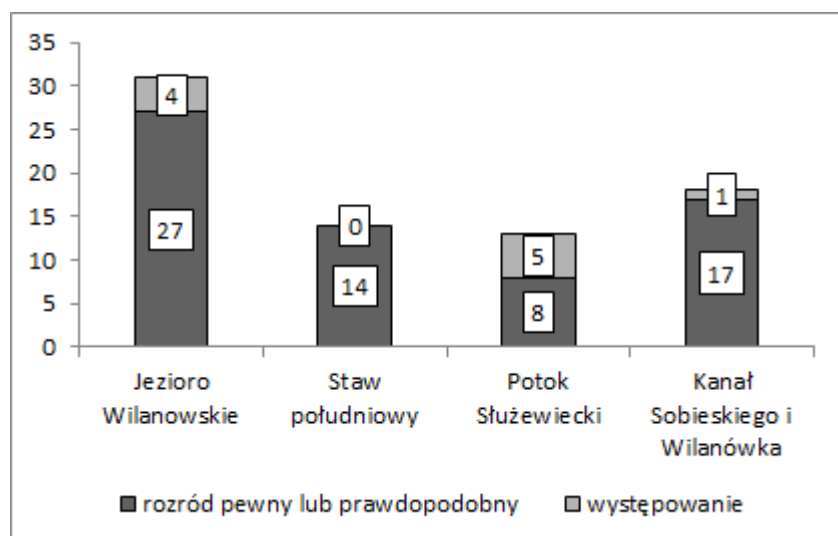 35
30
25
20
15
10
5
0
4
27
0
14
5
8
1
17
Jezioro
Wilanowskie
Staw
południowy
Potok
Służewiecki
Kanał
Sobieskiego i
Wilanówka
rozród pewny lub prawdopodobny
występowanie